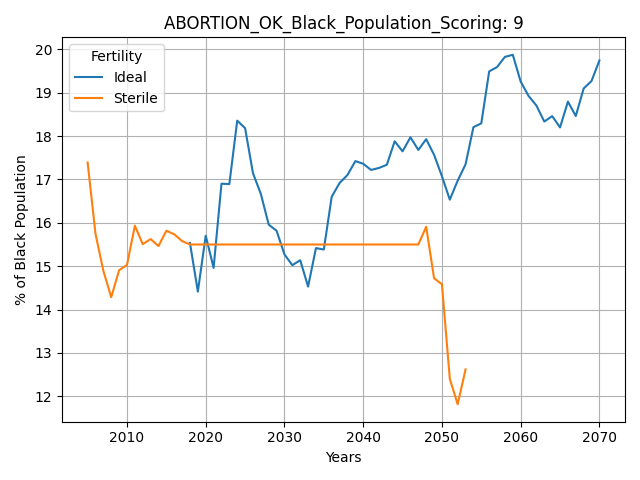 ABORTION_OK_Black_Population_Scoring: 9
Fertility
Ideal
Sterile
% of Black Population
20
19
18
17
16
15
14
13
12
2010 2020 2030 2040 2050 2060 2070
Years